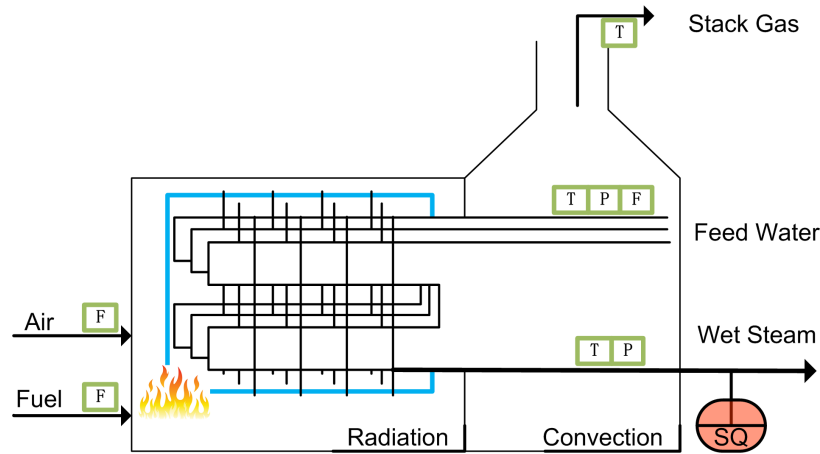 T
Stack Gas
T P F
Feed Water
Air
F
T P
Wet Steam
Fuel
F
Radiation
Convection
SQ